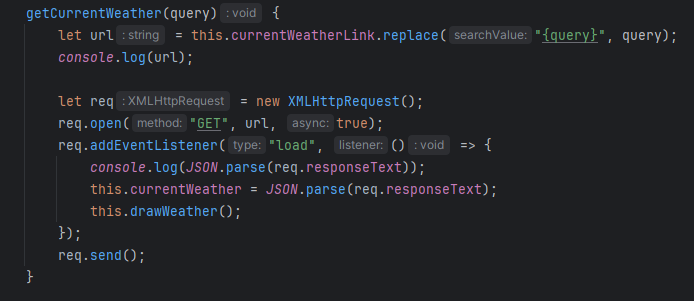 getCurrentWeather(query) : void {
let url : string = this.currentWeatherLink.replace( searchValue: "{query}", query);
console.log(url);
let req : XMLHttpRequest = new XMLHttpRequest();
req.open( method: "GET", url, async: true);
req.addEventListener( type: "load", listener: () : void => {
console.log(JSON.parse(req.responseText));
this.currentWeather = JSON.parse(req.responseText);
this.drawWeather();
});
req.send();
}